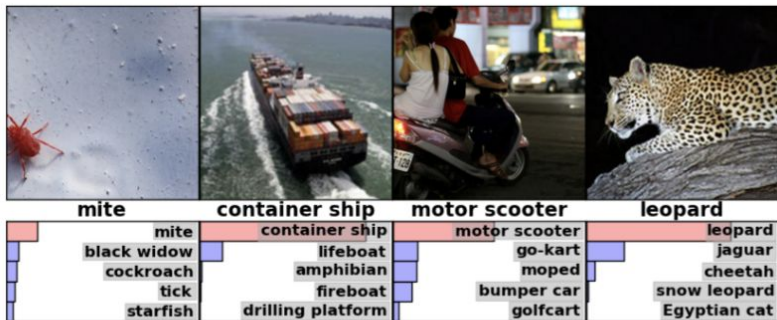 mite
container ship
motor scooter
leopard
mite
black widow
cockroach
tick
starfish
container ship
lifeboat
amphibian
fireboat
drilling platform
motor scooter
go-kart
moped
bumper car
golfcart
leopard
jaguar
cheetah
snow leopard
Egyptian cat